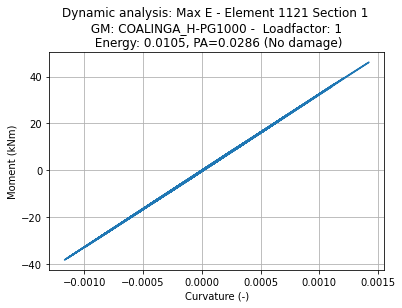 Dynamic analysis: Max E - Element 1121 Section 1
GM: COALINGA_H-PG1000 -  Loadfactor: 1
Energy: 0.0105, PA=0.0286 (No damage)
Moment (kNm)
40
20
0
−20
−40
−0.0010 −0.0005 0.0000 0.0005 0.0010 0.0015
Curvature (-)